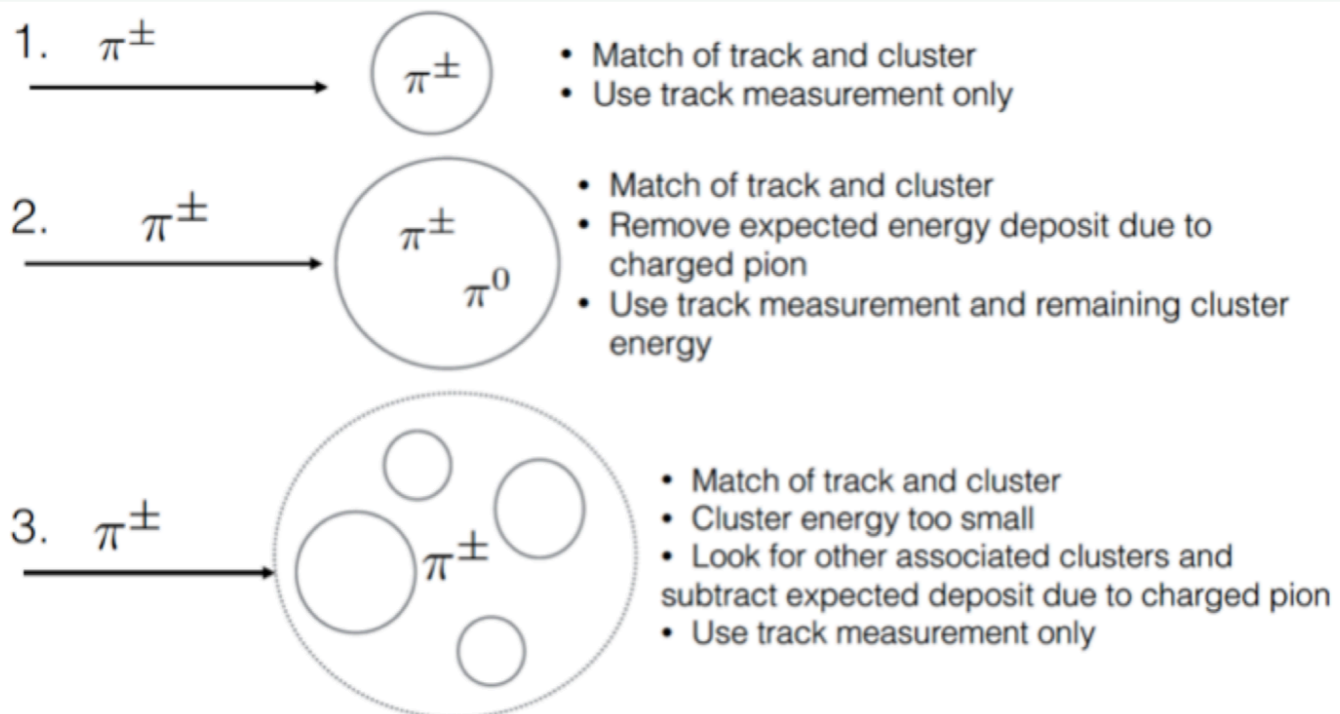 1. π±
π±
• Match of track and cluster
• Use track measurement only
2. π±
π±
π⁰
• Match of track and cluster
• Remove expected energy deposit due to
charged pion
• Use track measurement and remaining cluster
energy
3. π±
π±
• Match of track and cluster
• Cluster energy too small
• Look for other associated clusters and
subtract expected deposit due to charged pion
• Use track measurement only